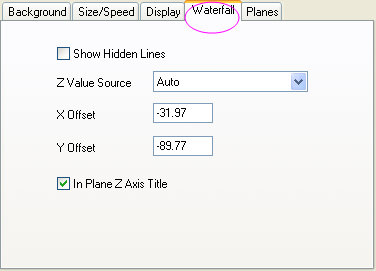 Background Size/Speed Display Waterfall Planes
Show Hidden Lines
Z Value Source Auto
X Offset -31.97
Y Offset -89.77
In Plane Z Axis Title